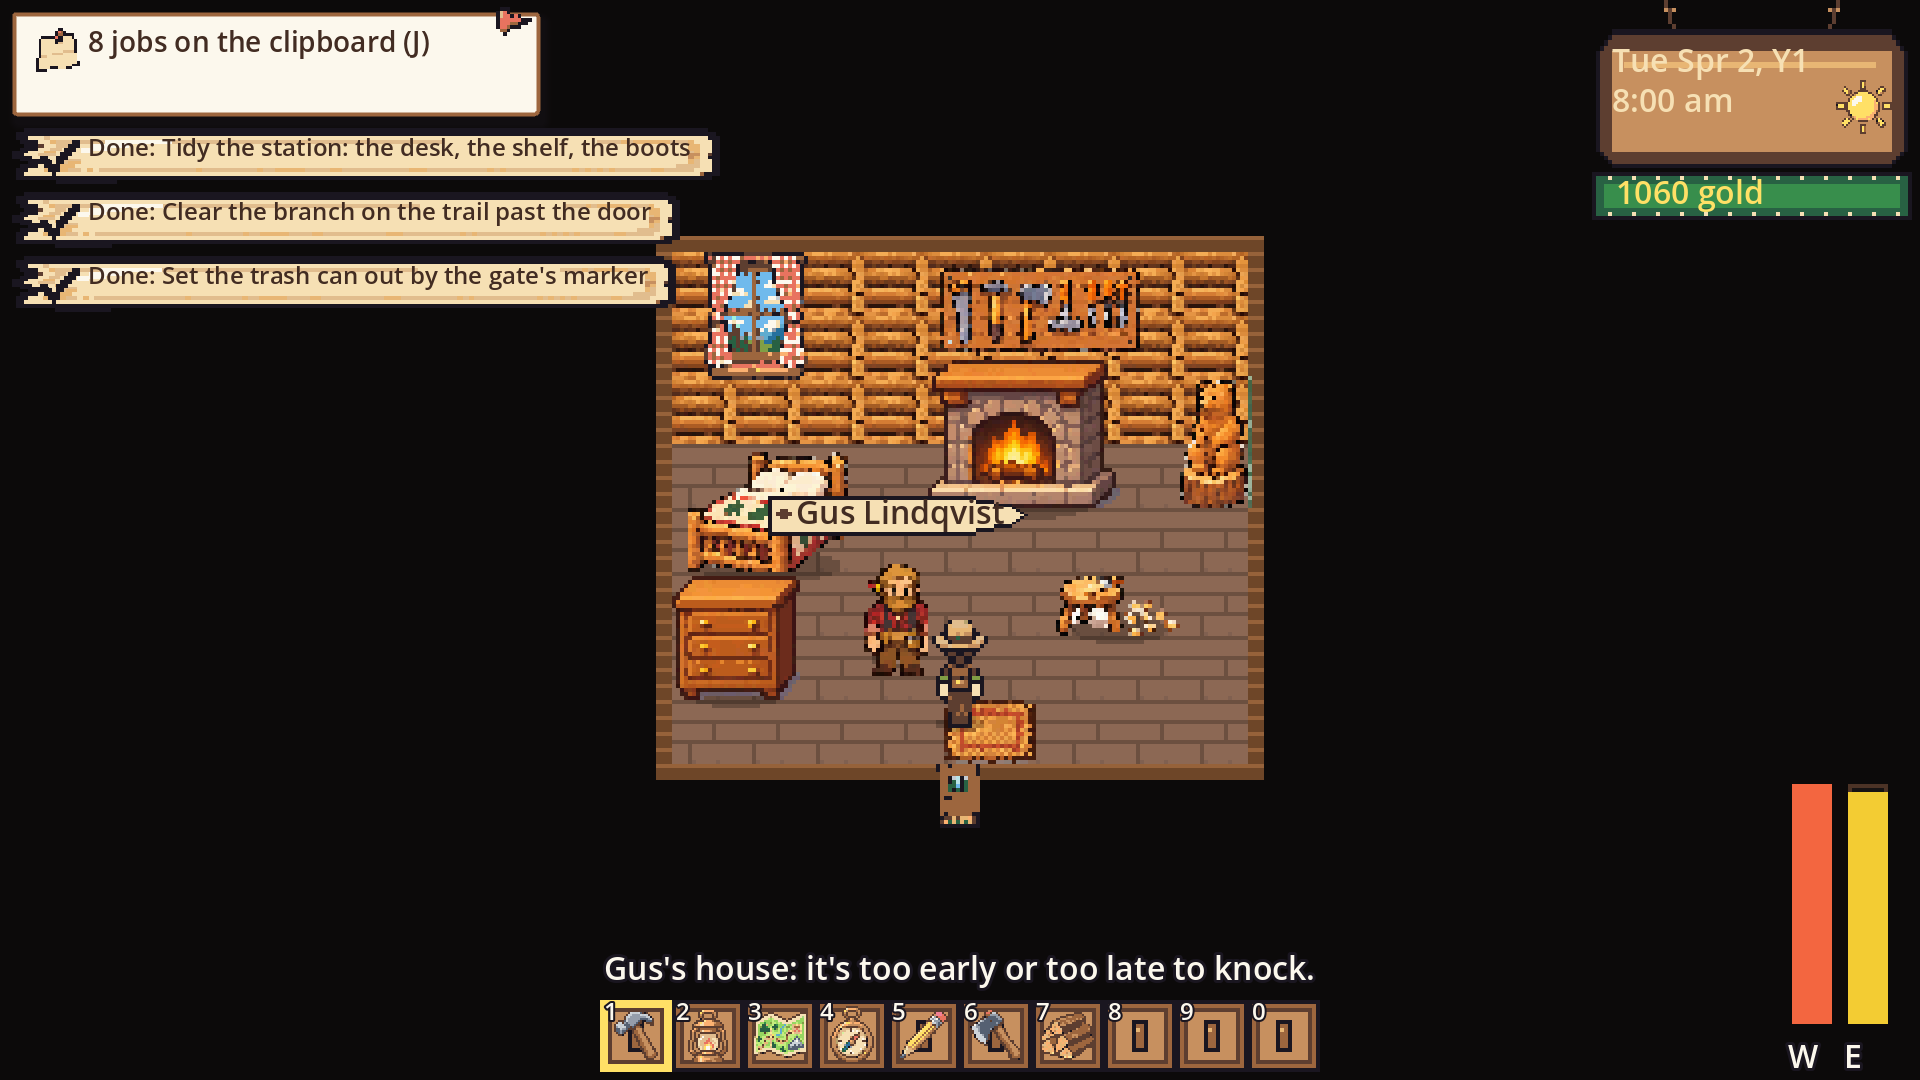 8 jobs on the clipboard (J)
Done: Tidy the station: the desk, the shelf, the boots
Done: Clear the branch on the trail past the door
Done: Set the trash can out by the gate's marker
Tue Spr 2, Y1
8:00 am
1060 gold
Gus Lindqvist
Gus's house: it's too early or too late to knock.
1 2 3 4 5 6 7 8 9 0
W E